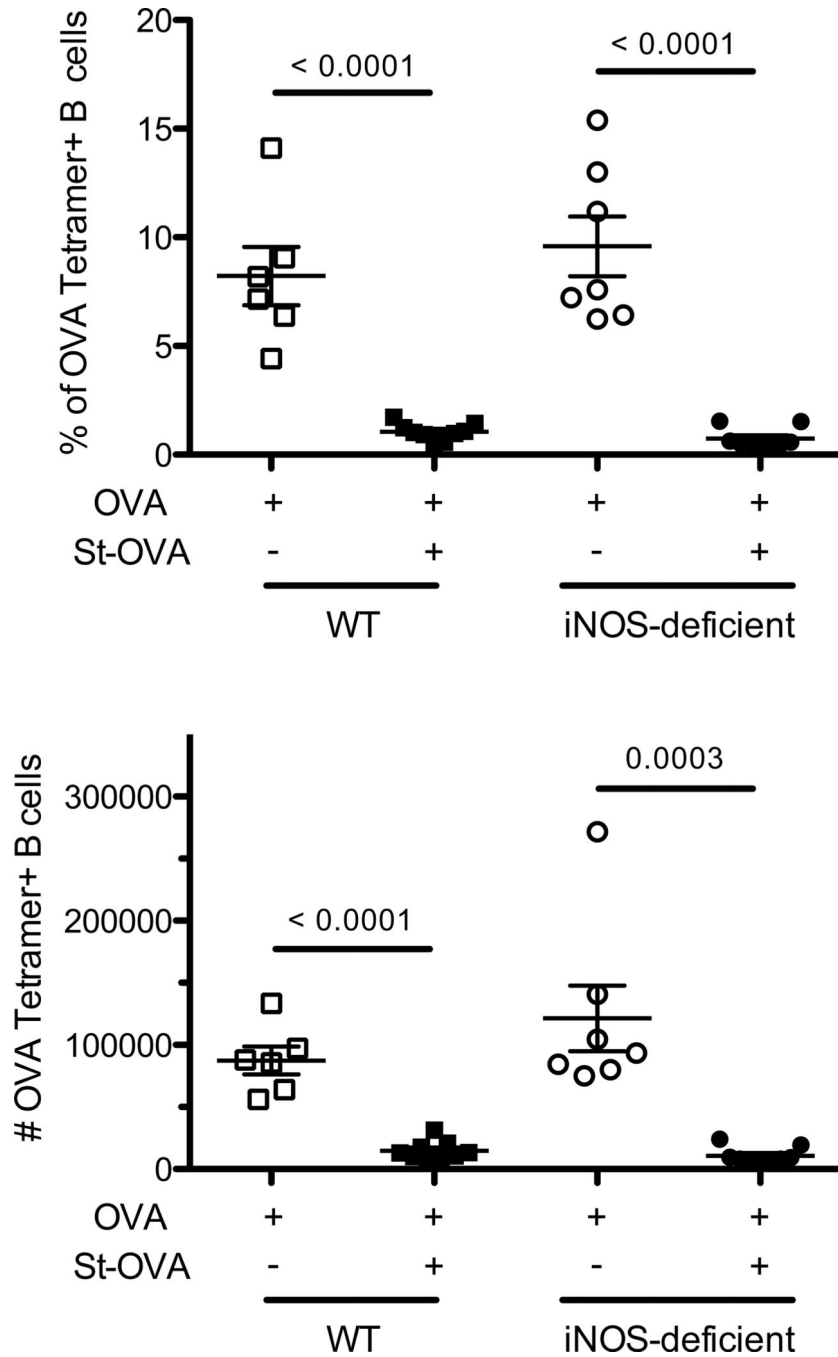 % of OVA Tetramer+ B cells
20
15
10
5
0
< 0.0001
< 0.0001
OVA + + + +
St-OVA - + - +
WT iNOS-deficient
# OVA Tetramer+ B cells
300000
200000
100000
0
< 0.0001
0.0003
OVA + + + +
St-OVA - + - +
WT iNOS-deficient